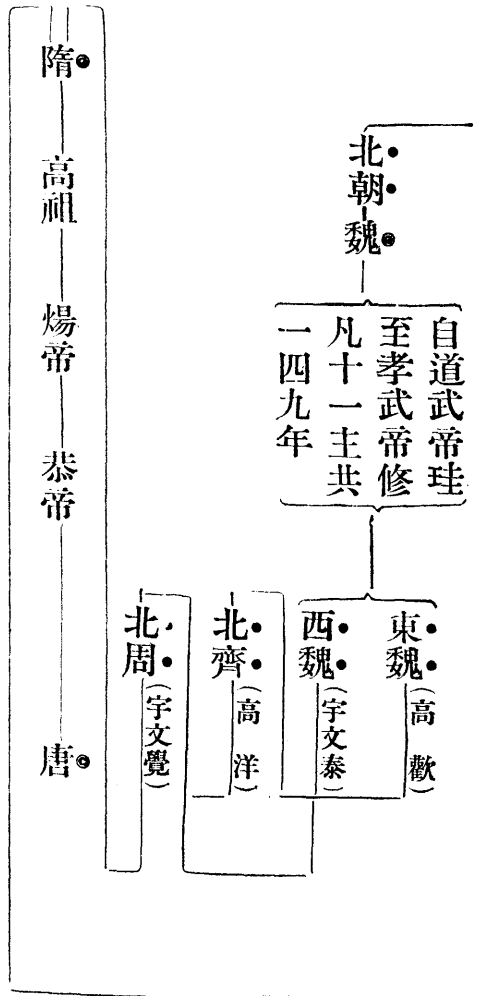 北朝魏
自道武帝珪
至孝武帝修
凡十一主共
一四九年
東魏(高歡)
西魏(宇文泰)
北齊(高洋)
北周(宇文覺)
隋 高祖 煬帝 恭帝 唐